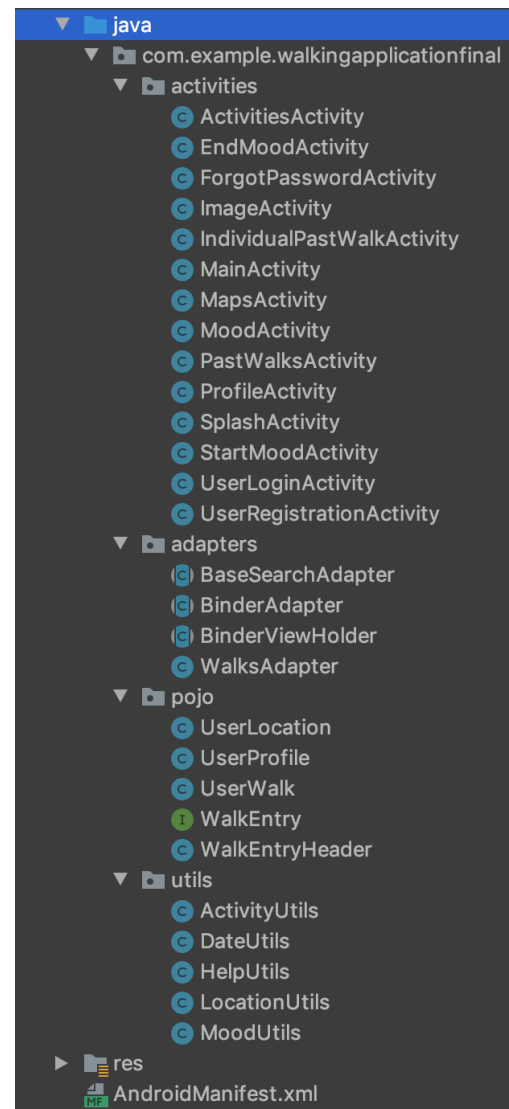 java
com.example.walkingapplicationfinal
activities
C ActivitiesActivity
C EndMoodActivity
C ForgotPasswordActivity
C ImageActivity
C IndividualPastWalkActivity
C MainActivity
C MapsActivity
C MoodActivity
C PastWalksActivity
C ProfileActivity
C SplashActivity
C StartMoodActivity
C UserLoginActivity
C UserRegistrationActivity
adapters
C BaseSearchAdapter
C BinderAdapter
C BinderViewHolder
C WalksAdapter
pojo
C UserLocation
C UserProfile
C UserWalk
I WalkEntry
C WalkEntryHeader
utils
C ActivityUtils
C DateUtils
C HelpUtils
C LocationUtils
C MoodUtils
res
MF AndroidManifest.xml